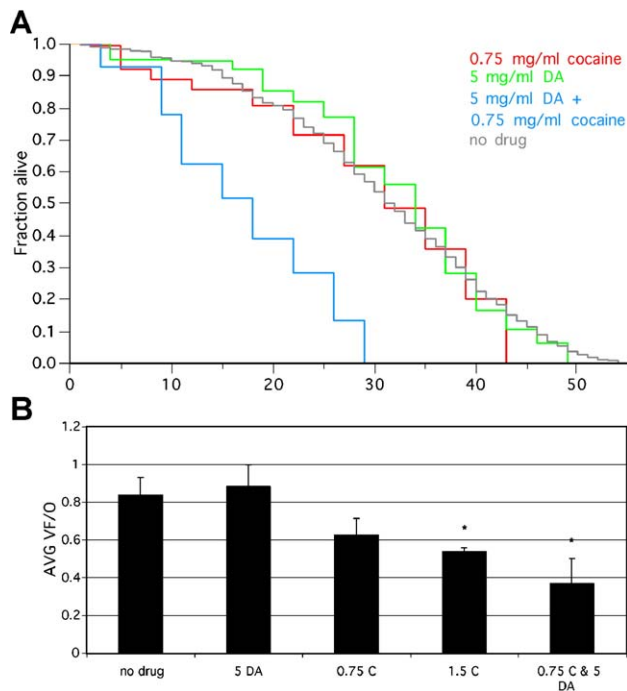 A
0.75 mg/ml cocaine
5 mg/ml DA
5 mg/ml DA +
0.75 mg/ml cocaine
no drug
Fraction alive
1.0
0.9
0.8
0.7
0.6
0.5
0.4
0.3
0.2
0.1
0.0
0 10 20 30 40 50
B
AVG VF/O
1.2
1
0.8
0.6
0.4
0.2
0
* *
no drug 5 DA 0.75 C 1.5 C 0.75 C & 5
DA